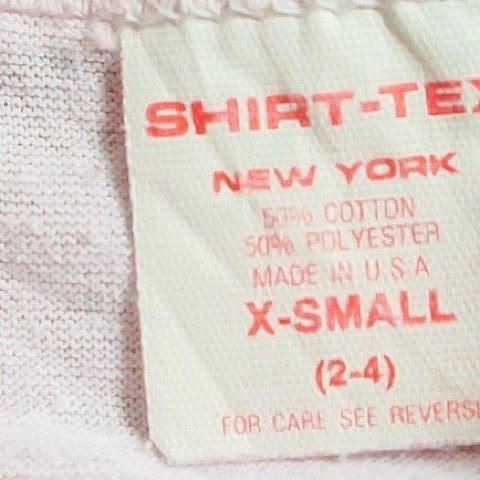 SHIRT-TEX
NEW YORK
50% COTTON
50% POLYESTER
MADE IN U.S.A
X-SMALL
(2-4)
FOR CARE SEE REVERSE